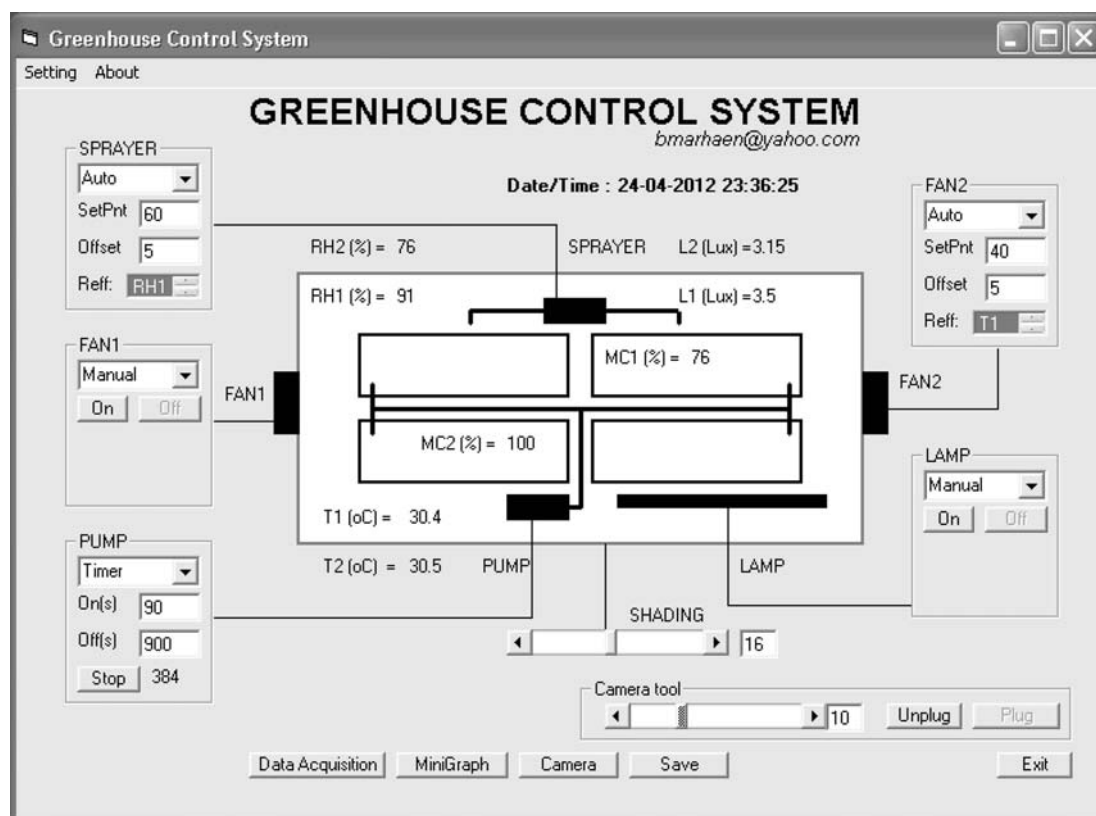 Greenhouse Control System
Setting About
GREENHOUSE CONTROL SYSTEM
bmarhaen@yahoo.com
Date/Time : 24-04-2012 23:36:25
SPRAYER
Auto
SetPnt 60
Offset 5
Reff: RH1
FAN1
Manual
On Off
PUMP
Timer
On(s) 90
Off(s) 900
Stop 384
RH2 (%) = 76
SPRAYER
L2 (Lux) =3.15
RH1 (%) = 91
L1 (Lux) =3.5
MC1 (%) = 76
FAN1
FAN2
MC2 (%) = 100
T1 (oC) = 30.4
T2 (oC) = 30.5
PUMP
LAMP
SHADING
16
FAN2
Auto
SetPnt 40
Offset 5
Reff: T1
LAMP
Manual
On Off
Camera tool
10 Unplug Plug
Data Acquisition MiniGraph Camera Save Exit